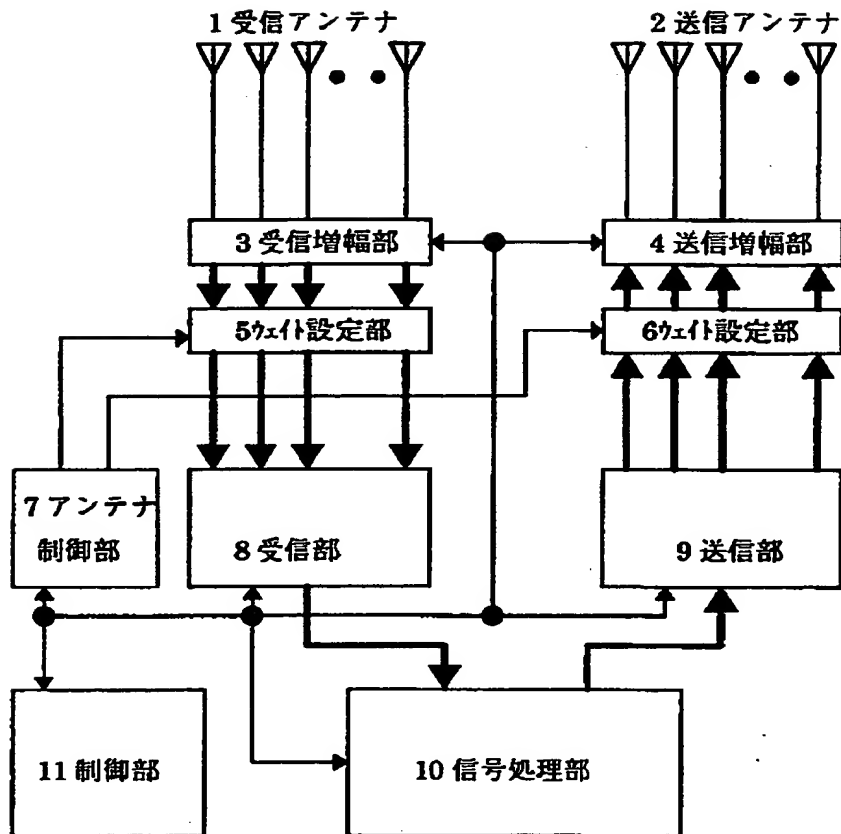 1 受信アンテナ
2 送信アンテナ
3 受信増幅部
4 送信増幅部
5ウェイト設定部
6ウェイト設定部
7 アンテナ
制御部
8 受信部
9 送信部
11 制御部
10 信号処理部